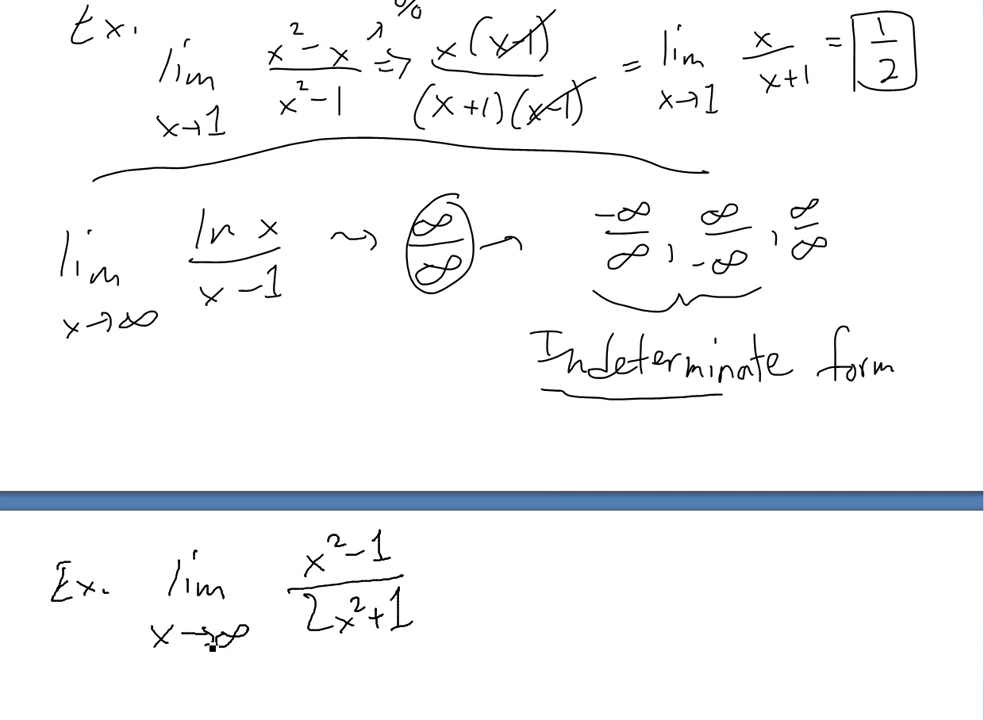 Ex. lim x→1 (x² - x)/(x² - 1) → 0/0 ⇒ x(x-1)/((x+1)(x-1)) = lim x→1 x/(x+1) = 1/2
lim x→∞ (ln x)/(x-1) ⇝ ∞/∞ → -∞/∞, ∞/-∞, ∞/∞
Indeterminate form
Ex. lim x→∞ (x² - 1)/(2x² + 1)